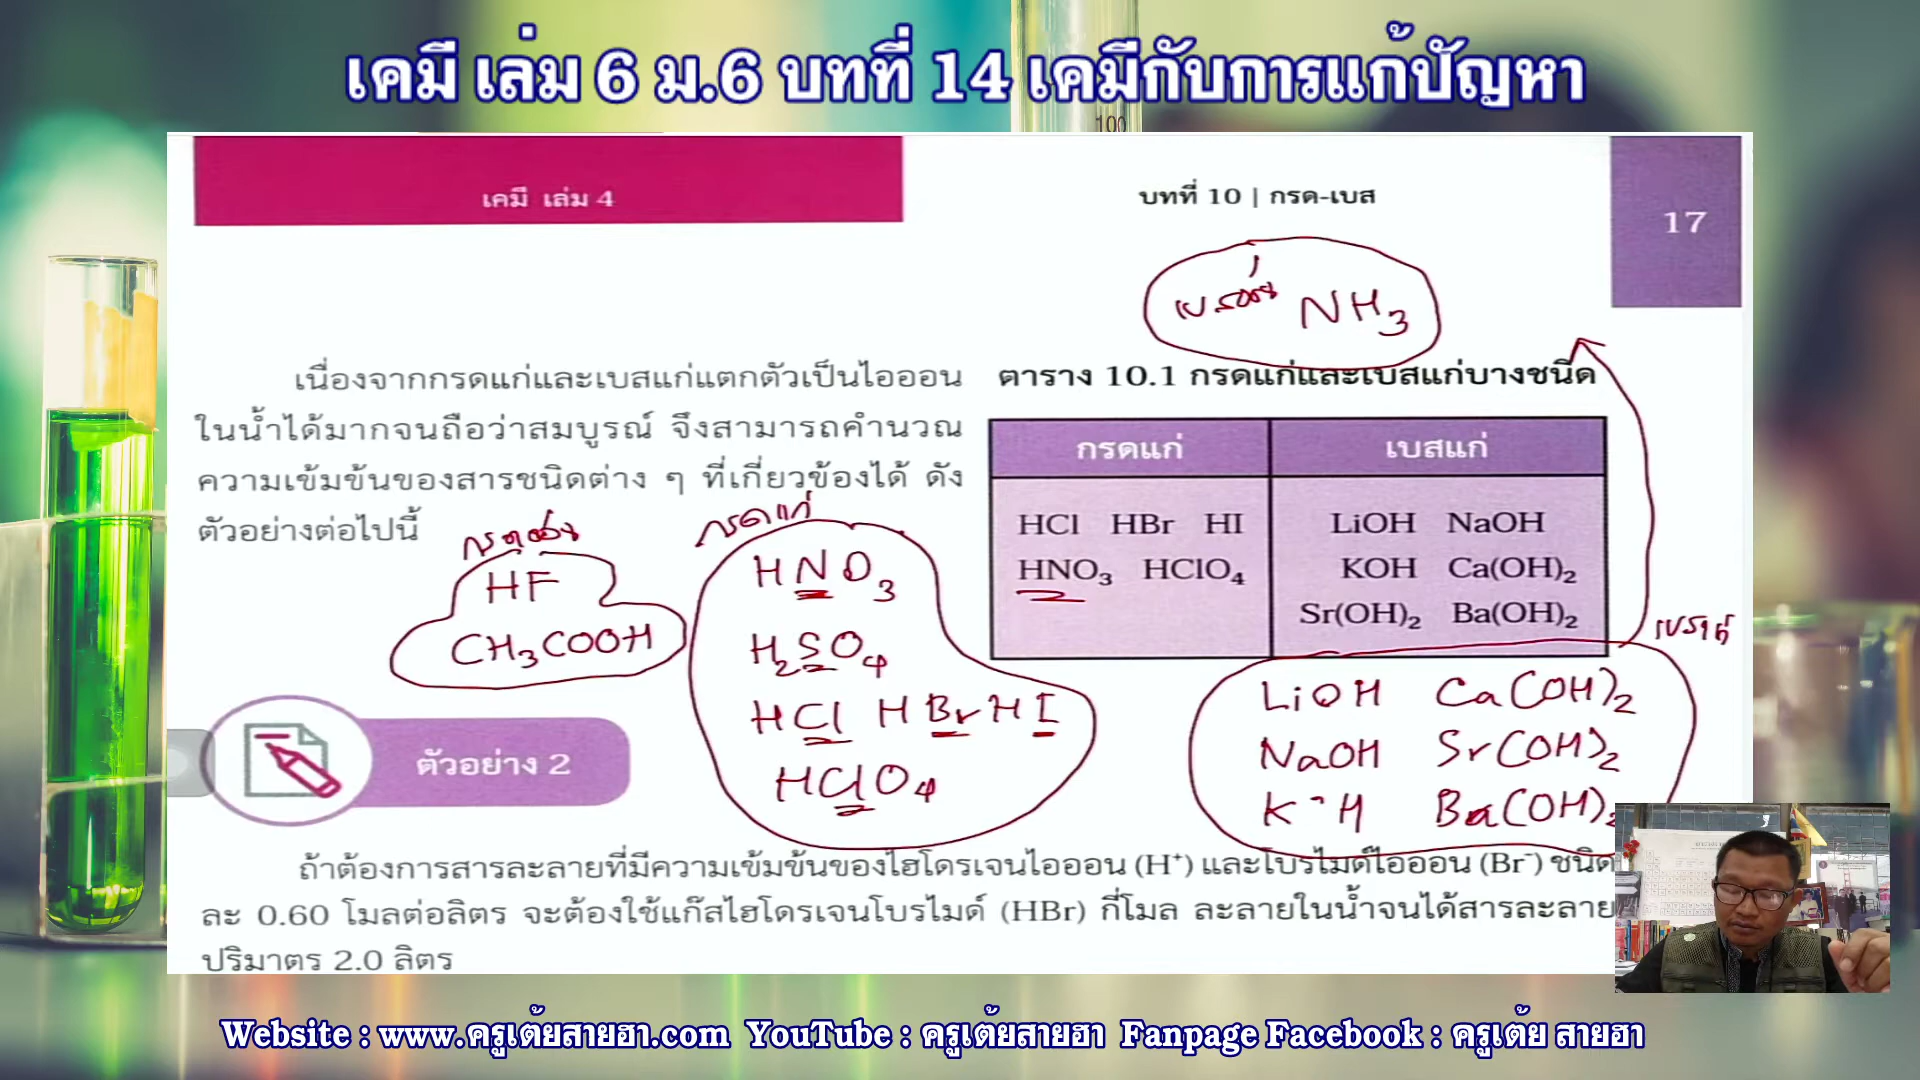 เคมี เล่ม 6 ม.6 บทที่ 14 เคมีกับการแก้ปัญหา
100
เคมี เล่ม 4
บทที่ 10 | กรด-เบส
17
NH3
เนื่องจากกรดแก่และเบสแก่แตกตัวเป็นไอออน
ในน้ำได้มากจนถือว่าสมบูรณ์ จึงสามารถคำนวณ
ความเข้มข้นของสารชนิดต่าง ๆ ที่เกี่ยวข้องได้ ดัง
ตัวอย่างต่อไปนี้
ตาราง 10.1 กรดแก่และเบสแก่บางชนิด
กรดแก่ เบสแก่
HCl HBr HI LiOH NaOH
HNO₃ HClO₄ KOH Ca(OH)₂
Sr(OH)₂ Ba(OH)₂
กรดอ่อน
HF
CH₃COOH
กรดแก่
HNO₃
H₂SO₄
HCl HBr HI
HClO₄
เบสแก่
LiOH Ca(OH)₂
NaOH Sr(OH)₂
Ba(OH)₂
ตัวอย่าง 2
ถ้าต้องการสารละลายที่มีความเข้มข้นของไฮโดรเจนไอออน (H⁺) และโบรไมด์ไอออน (Br⁻) ชนิด
ละ 0.60 โมลต่อลิตร จะต้องใช้แก๊สไฮโดรเจนโบรไมด์ (HBr) กี่โมล ละลายในน้ำจนได้สารละลาย
ปริมาตร 2.0 ลิตร
Website : www.ครูเต้ยสายฮา.com YouTube : ครูเต้ยสายฮา Fanpage Facebook : ครูเต้ย สายฮา